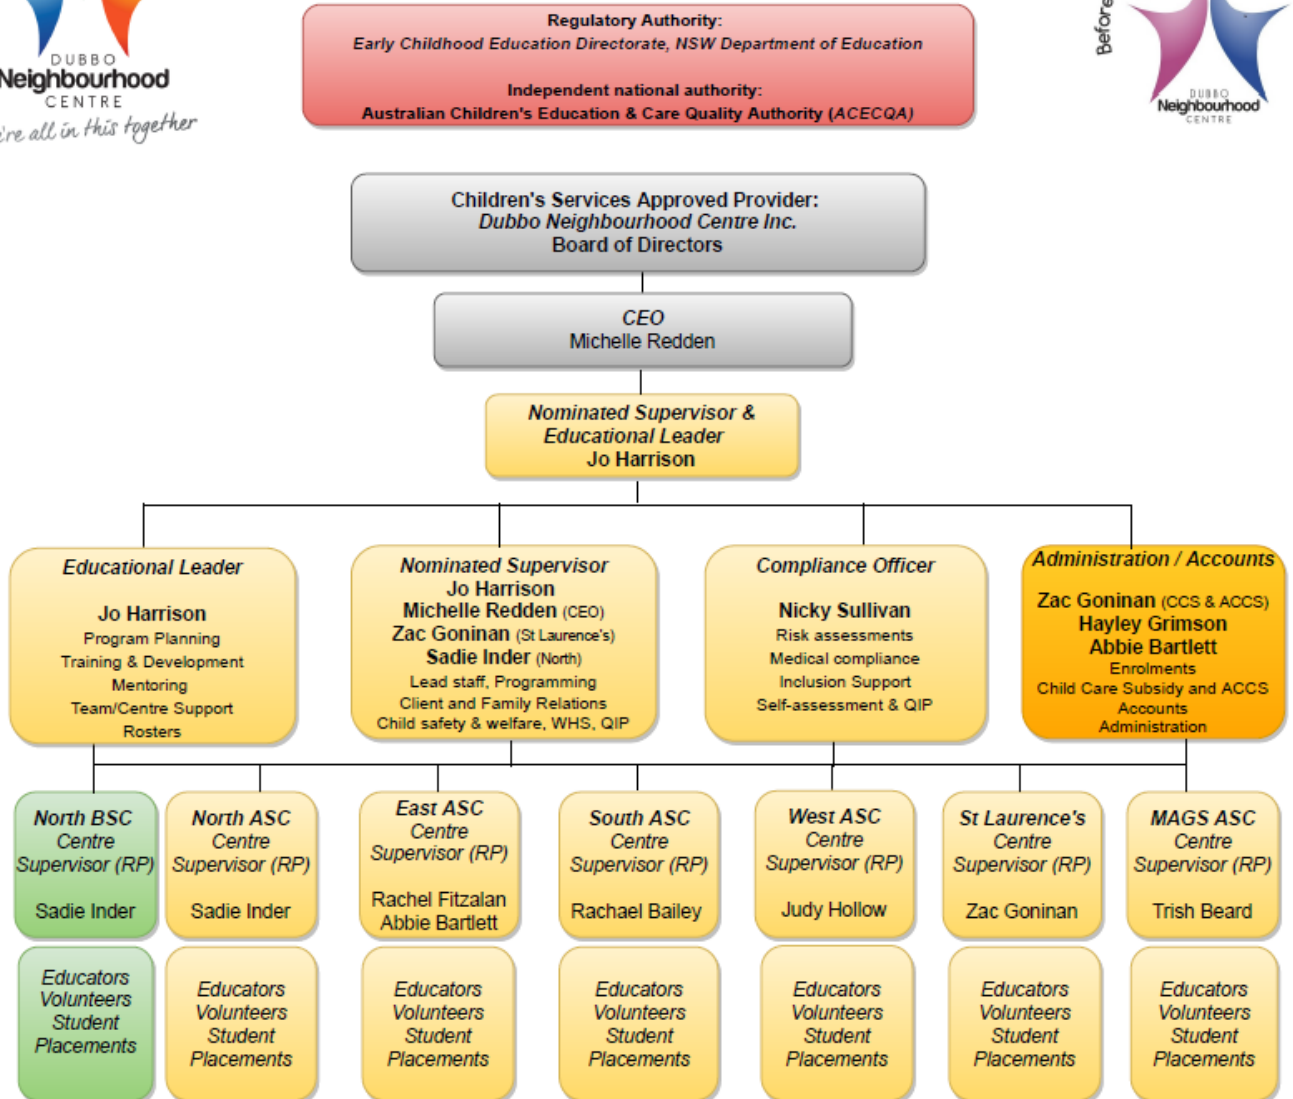 DUBBO
Neighbourhood
CENTRE
're all in this together
Regulatory Authority:
Early Childhood Education Directorate, NSW Department of Education
Independent national authority:
Australian Children's Education & Care Quality Authority (ACECQA)
Before
DUBBO
Neighbourhood
CENTRE
Children's Services Approved Provider:
Dubbo Neighbourhood Centre Inc.
Board of Directors
CEO
Michelle Redden
Nominated Supervisor &
Educational Leader
Jo Harrison
Educational Leader
Jo Harrison
Program Planning
Training & Development
Mentoring
Team/Centre Support
Rosters
Nominated Supervisor
Jo Harrison
Michelle Redden (CEO)
Zac Goninan (St Laurence's)
Sadie Inder (North)
Lead staff, Programming
Client and Family Relations
Child safety & welfare, WHS, QIP
Compliance Officer
Nicky Sullivan
Risk assessments
Medical compliance
Inclusion Support
Self-assessment & QIP
Administration / Accounts
Zac Goninan (CCS & ACCS)
Hayley Grimson
Abbie Bartlett
Enrolments
Child Care Subsidy and ACCS
Accounts
Administration
North BSC
Centre
Supervisor (RP)
Sadie Inder
North ASC
Centre
Supervisor (RP)
Sadie Inder
East ASC
Centre
Supervisor (RP)
Rachel Fitzalan
Abbie Bartlett
South ASC
Centre
Supervisor (RP)
Rachael Bailey
West ASC
Centre
Supervisor (RP)
Judy Hollow
St Laurence's
Centre
Supervisor (RP)
Zac Goninan
MAGS ASC
Centre
Supervisor (RP)
Trish Beard
Educators
Volunteers
Student
Placements
Educators
Volunteers
Student
Placements
Educators
Volunteers
Student
Placements
Educators
Volunteers
Student
Placements
Educators
Volunteers
Student
Placements
Educators
Volunteers
Student
Placements
Educators
Volunteers
Student
Placements